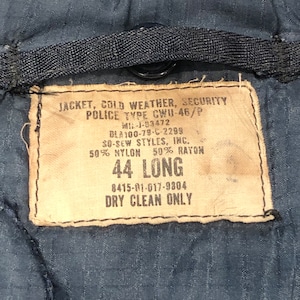 JACKET, COLD WEATHER, SECURITY
POLICE TYPE CWU-46/P
MIL-J-83472
DLA100-79-C-2299
SO-SEW STYLES, INC.
50% NYLON 50% RAYON
44 LONG
8415-01-017-9804
DRY CLEAN ONLY